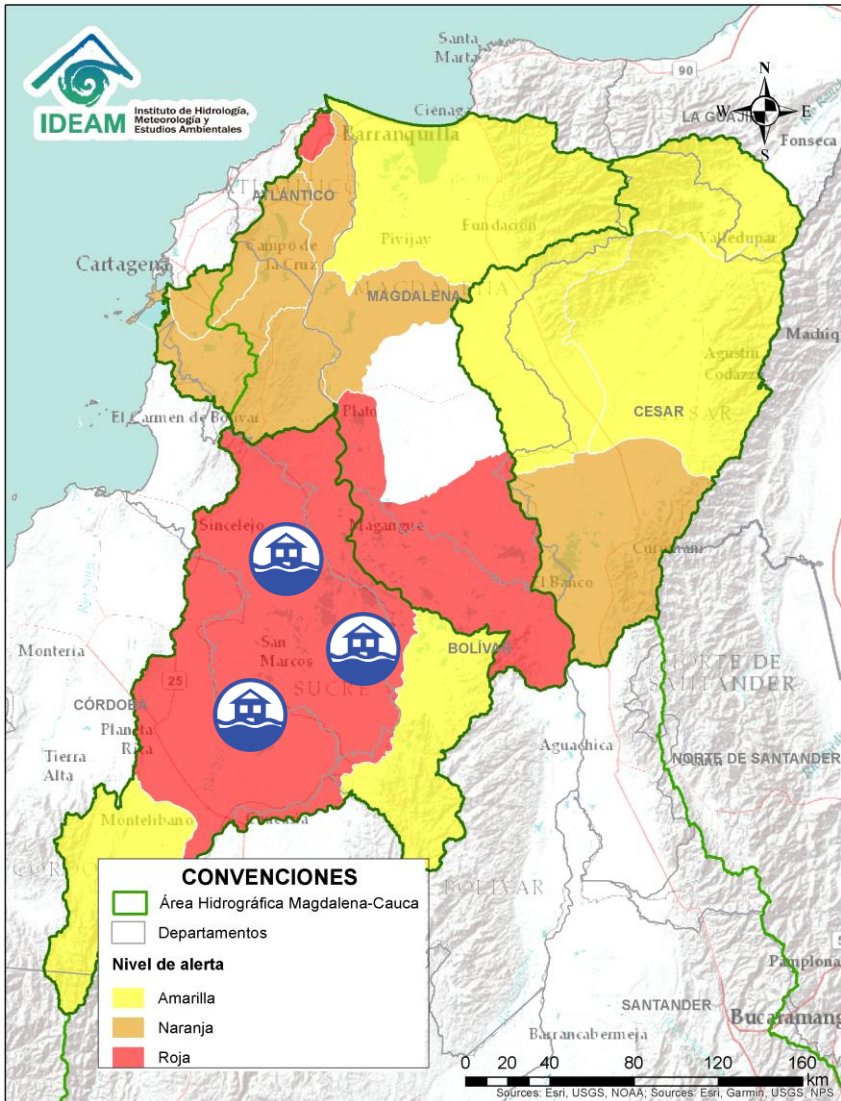 IDEAM
Instituto de Hidrología,
Meteorología y
Estudios Ambientales
Santa
Marta
90
N
W
E
S
Ciénaga
LA GUAJIR
Fonseca
Barranquilla
ATLÁNTICO
Cartagena
Campo de
la Cruz
Pivijay
Fundación
Valledupar
MAGDALENA
Machiq
Agustín
Codazzi
CESAR
El Carmen de Bolívar
Plato
Sincelejo
Magangué
Curumaní
El Banco
Montería
San
Marcos
BOLÍVAR
SUCRE
NORTE DE
SANTANDER
25
CÓRDOBA
Planeta
Rica
Tierra
Alta
Aguachica
NORTE DE SANTANDER
Montelíbano
Caucasia
BOLÍVAR
CONVENCIONES
Área Hidrográfica Magdalena-Cauca
Departamentos
Nivel de alerta
Amarilla
Naranja
Roja
Pamplona
SANTANDER
Bucaramang
Barrancabermeja
0 20 40 80 120 160
KM
Sources: Esri, USGS, NOAA; Sources: Esri, Garmin, USGS, NPS